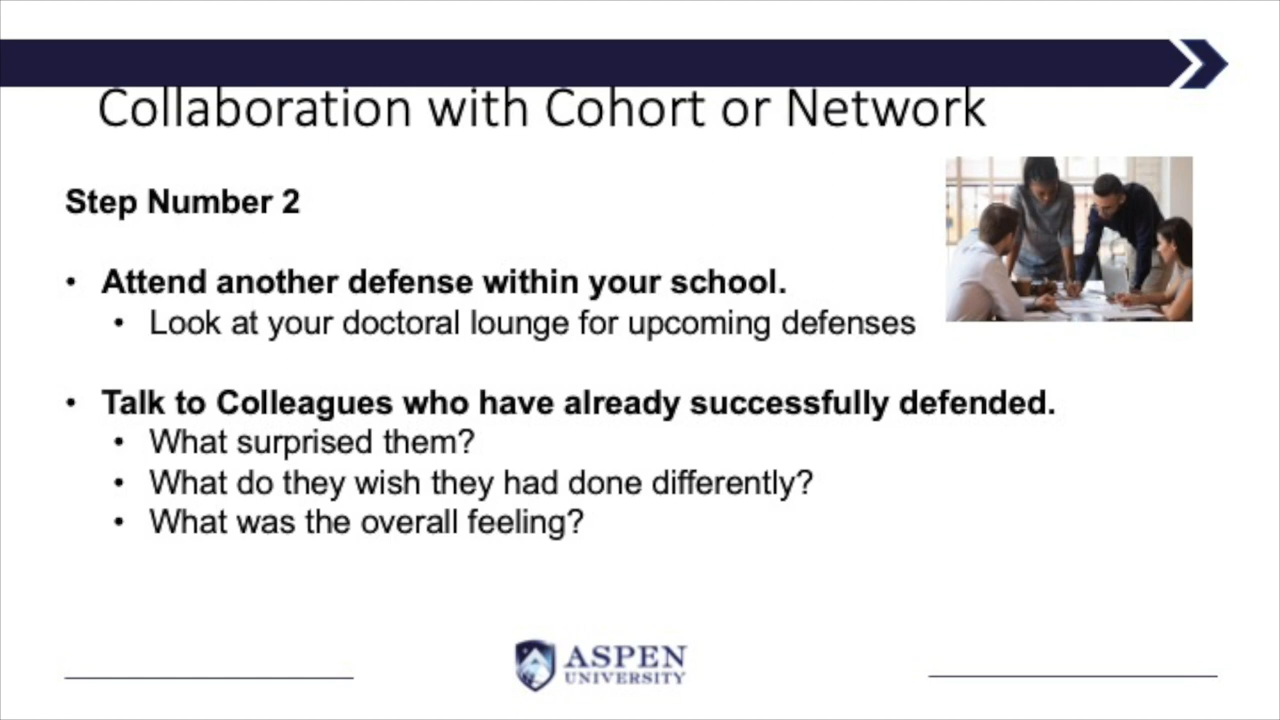 Collaboration with Cohort or Network
Step Number 2
• Attend another defense within your school.
• Look at your doctoral lounge for upcoming defenses
• Talk to Colleagues who have already successfully defended.
• What surprised them?
• What do they wish they had done differently?
• What was the overall feeling?
ASPEN
UNIVERSITY